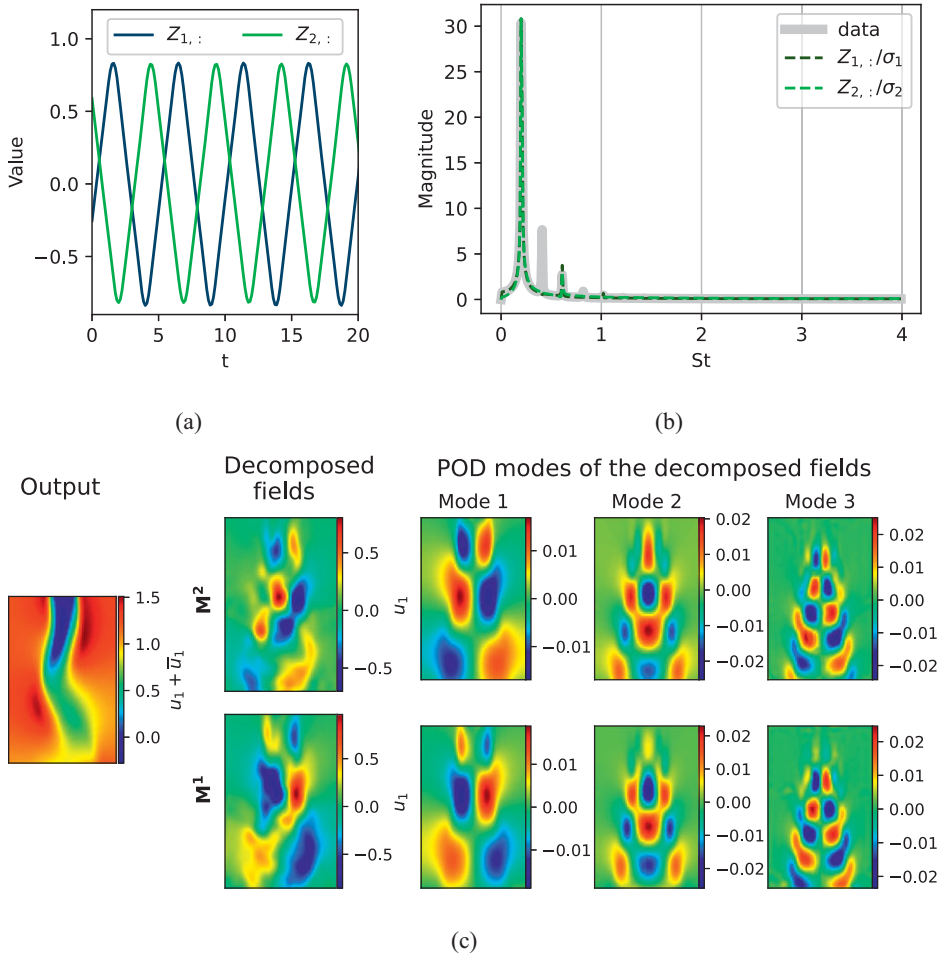 Z1, :
Z2, :
1.0
0.5
0.0
−0.5
Value
0
5
10
15
20
t
(a)
data
Z1, :/σ1
Z2, :/σ2
30
25
20
15
10
5
0
Magnitude
0
1
2
3
4
St
(b)
Output
Decomposed
fields
POD modes of the decomposed fields
Mode 1
Mode 2
Mode 3
1.5
1.0
0.5
0.0
u1 + u̅1
M2
0.5
0.0
−0.5
u1
0.01
0.00
−0.01
0.02
0.01
0.00
−0.01
−0.02
0.02
0.01
0.00
−0.01
−0.02
M1
0.5
0.0
−0.5
u1
0.01
0.00
−0.01
0.02
0.01
0.00
−0.01
−0.02
0.02
0.01
0.00
−0.01
−0.02
(c)